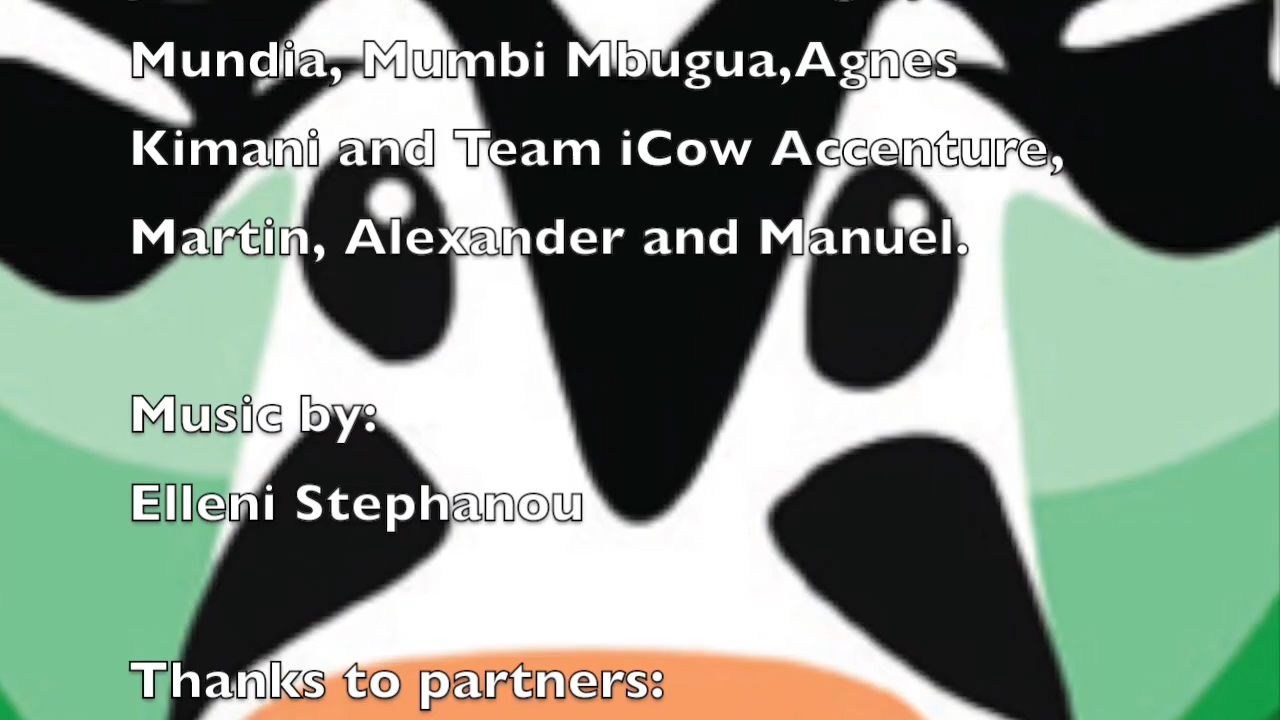 Mundia, Mumbi Mbugua,Agnes
Kimani and Team iCow Accenture,
Martin, Alexander and Manuel.
Music by:
Elleni Stephanou
Thanks to partners: